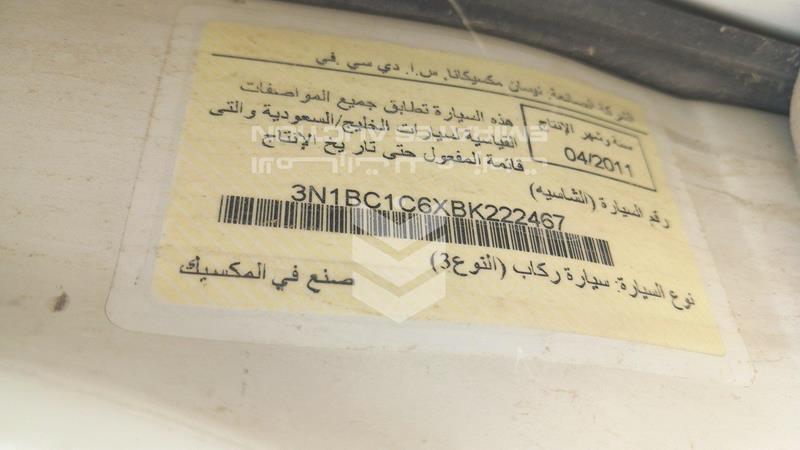 الشركة الصانعة: نيسان مكسيكانا. س.ا. دي سي. في
سنة وشهر الإنتاج
04/2011
هذه السيارة تطابق جميع المواصفات
القياسية لسيارات الخليج/السعودية والتى
قائمة المفعول حتى تاريخ الإنتاج
رقم السيارة (الشاسيه)
3N1BC1C6XBK222467
نوع السيارة: سيارة ركاب (النوع3)
صنع في المكسيك
EMIRATES AUCTION